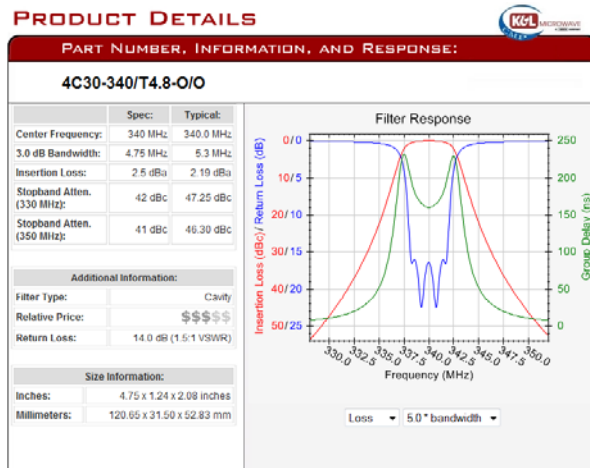 PRODUCT DETAILS
K&L MICROWAVE
PART NUMBER, INFORMATION, AND RESPONSE:
4C30-340/T4.8-O/O
Spec: Typical:
Center Frequency: 340 MHz 340.0 MHz
3.0 dB Bandwidth: 4.75 MHz 5.3 MHz
Insertion Loss: 2.5 dBa 2.19 dBa
Stopband Atten. (330 MHz): 42 dBc 47.25 dBc
Stopband Atten. (350 MHz): 41 dBc 46.30 dBc
Additional Information:
Filter Type: Cavity
Relative Price: $$$$$
Return Loss: 14.0 dB (1.5:1 VSWR)
Size Information:
Inches: 4.75 x 1.24 x 2.08 inches
Millimeters: 120.65 x 31.50 x 52.83 mm
Filter Response
Insertion Loss (dBc)/ Return Loss (dB)
0/0
10/5
20/10
30/15
40/20
50/25
250
200
150
100
50
0
Group Delay (ns)
330.0 332.5 335.0 337.5 340.0 342.5 345.0 347.5 350.0
Frequency (MHz)
Loss 5.0 * bandwidth